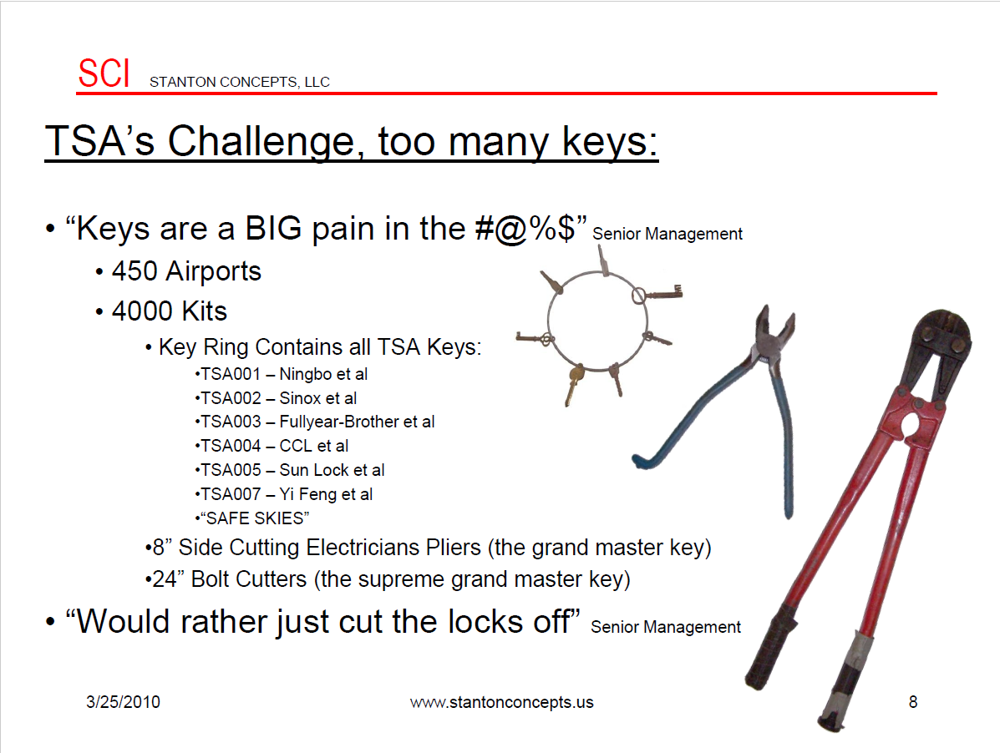 SCI STANTON CONCEPTS, LLC
TSA’s Challenge, too many keys:
• “Keys are a BIG pain in the #@%$” Senior Management
• 450 Airports
• 4000 Kits
• Key Ring Contains all TSA Keys:
•TSA001 – Ningbo et al
•TSA002 – Sinox et al
•TSA003 – Fullyear-Brother et al
•TSA004 – CCL et al
•TSA005 – Sun Lock et al
•TSA007 – Yi Feng et al
•“SAFE SKIES”
•8” Side Cutting Electricians Pliers (the grand master key)
•24” Bolt Cutters (the supreme grand master key)
• “Would rather just cut the locks off” Senior Management
3/25/2010 www.stantonconcepts.us 8